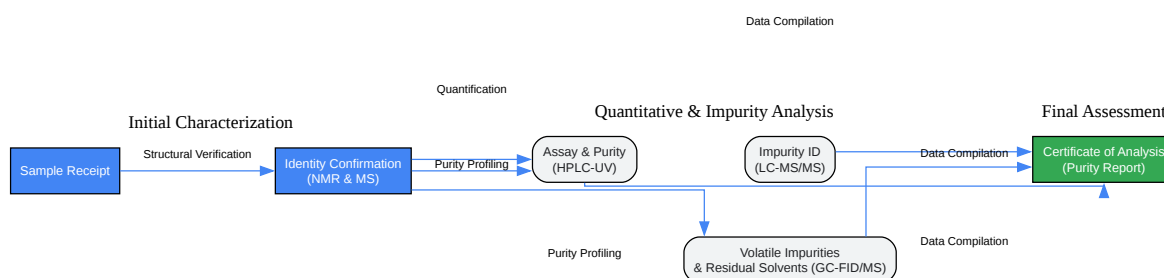 Data Compilation
Quantification
Initial Characterization
Quantitative & Impurity Analysis
Final Assessment
Sample Receipt
Structural Verification
Identity Confirmation
(NMR & MS)
Purity Profiling
Assay & Purity
(HPLC-UV)
Impurity ID
(LC-MS/MS)
Data Compilation
Certificate of Analysis
(Purity Report)
Purity Profiling
Volatile Impurities
& Residual Solvents (GC-FID/MS)
Data Compilation